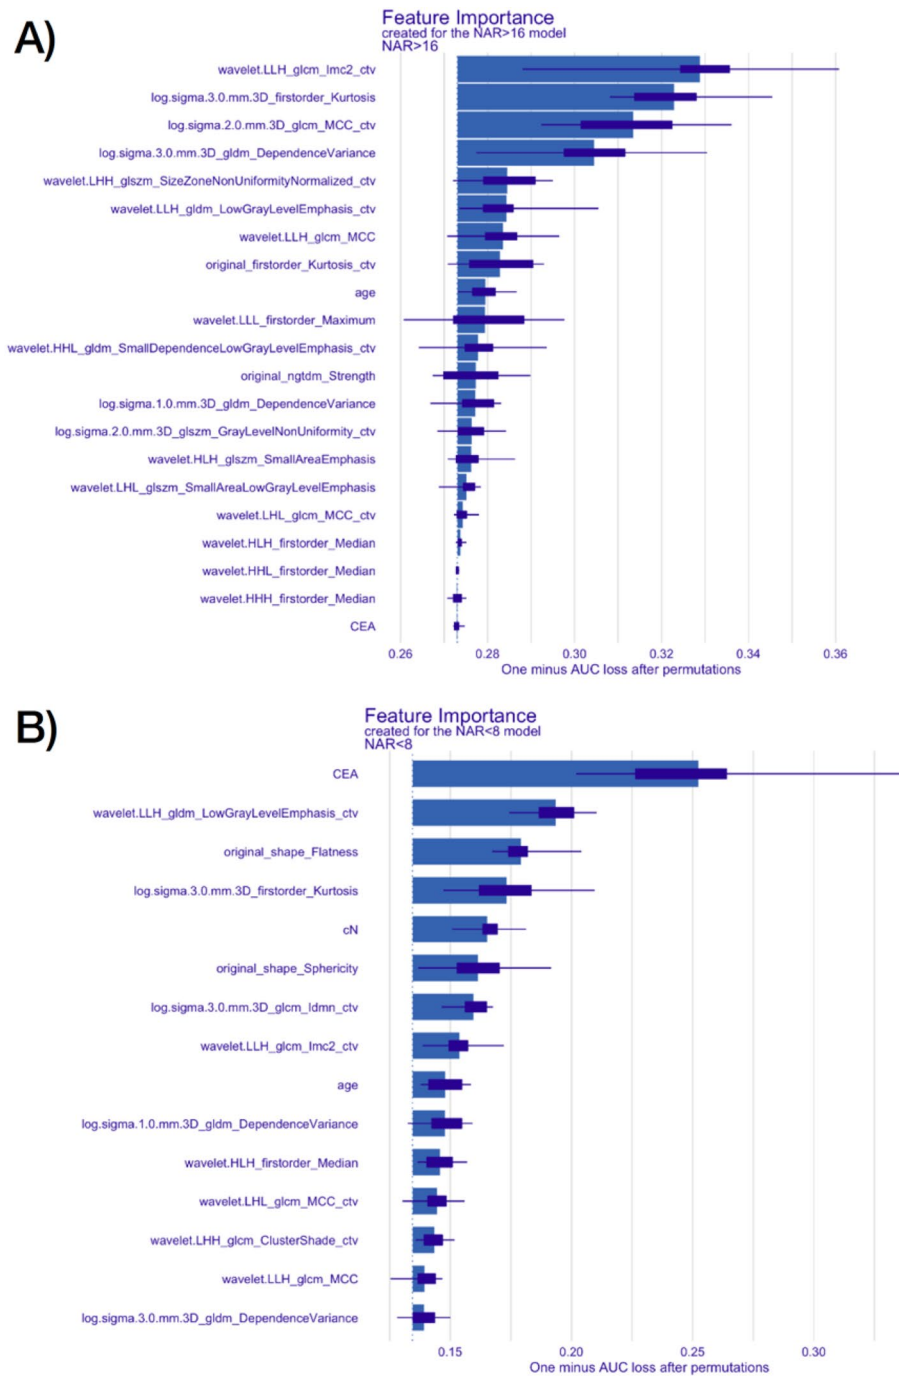 A)
Feature Importance
created for the NAR>16 model
NAR>16
wavelet.LLH_glcm_Imc2_ctv
log.sigma.3.0.mm.3D_firstorder_Kurtosis
log.sigma.2.0.mm.3D_glcm_MCC_ctv
log.sigma.3.0.mm.3D_gldm_DependenceVariance
wavelet.LHH_glszm_SizeZoneNonUniformityNormalized_ctv
wavelet.LLH_gldm_LowGrayLevelEmphasis_ctv
wavelet.LLH_glcm_MCC
original_firstorder_Kurtosis_ctv
age
wavelet.LLL_firstorder_Maximum
wavelet.HHL_gldm_SmallDependenceLowGrayLevelEmphasis_ctv
original_ngtdm_Strength
log.sigma.1.0.mm.3D_gldm_DependenceVariance
log.sigma.2.0.mm.3D_glszm_GrayLevelNonUniformity_ctv
wavelet.HLH_glszm_SmallAreaEmphasis
wavelet.LHL_glszm_SmallAreaLowGrayLevelEmphasis
wavelet.LHL_glcm_MCC_ctv
wavelet.HLH_firstorder_Median
wavelet.HHL_firstorder_Median
wavelet.HHH_firstorder_Median
CEA
0.26 0.28 0.30 0.32 0.34 0.36
One minus AUC loss after permutations
B)
Feature Importance
created for the NAR<8 model
NAR<8
CEA
wavelet.LLH_gldm_LowGrayLevelEmphasis_ctv
original_shape_Flatness
log.sigma.3.0.mm.3D_firstorder_Kurtosis
cN
original_shape_Sphericity
log.sigma.3.0.mm.3D_glcm_Idmn_ctv
wavelet.LLH_glcm_Imc2_ctv
age
log.sigma.1.0.mm.3D_gldm_DependenceVariance
wavelet.HLH_firstorder_Median
wavelet.LHL_glcm_MCC_ctv
wavelet.LHH_glcm_ClusterShade_ctv
wavelet.LLH_glcm_MCC
log.sigma.3.0.mm.3D_gldm_DependenceVariance
0.15 0.20 0.25 0.30
One minus AUC loss after permutations